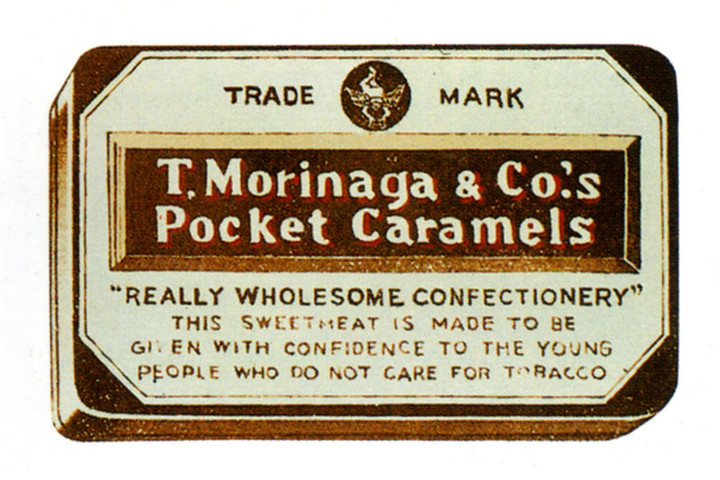 TRADE MARK
T. Morinaga & Co.'s
Pocket Caramels
"REALLY WHOLESOME CONFECTIONERY"
THIS SWEETMEAT IS MADE TO BE
GIVEN WITH CONFIDENCE TO THE YOUNG
PEOPLE WHO DO NOT CARE FOR TOBACCO